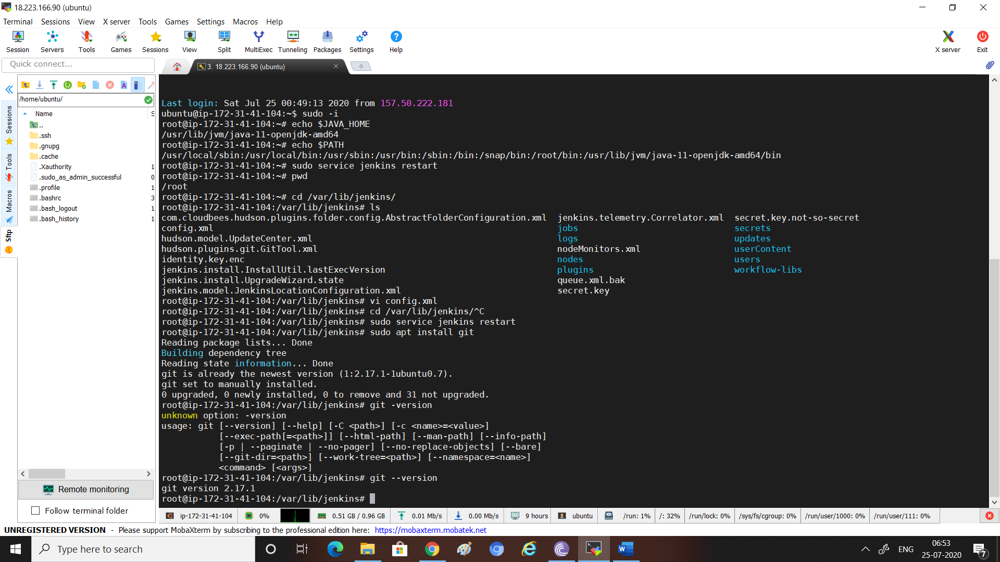 18.223.166.90 (ubuntu)
Terminal Sessions View X server Tools Games Settings Macros Help
Session Servers Tools Games Sessions View Split MultiExec Tunneling Packages Settings Help X server Exit
Quick connect...
3. 18.223.166.90 (ubuntu)
/home/ubuntu/
Name S
..
.ssh
.gnupg
.cache
.Xauthority 1
.sudo_as_admin_successful 0
.profile 1
.bashrc 3
.bash_logout 1
.bash_history 1
Sessions
Tools
Macros
Sftp
Remote monitoring
Follow terminal folder
Last login: Sat Jul 25 00:49:13 2020 from 157.50.222.181
ubuntu@ip-172-31-41-104:~$ sudo -i
root@ip-172-31-41-104:~# echo $JAVA_HOME
/usr/lib/jvm/java-11-openjdk-amd64
root@ip-172-31-41-104:~# echo $PATH
/usr/local/sbin:/usr/local/bin:/usr/sbin:/usr/bin:/sbin:/bin:/snap/bin:/root/bin:/usr/lib/jvm/java-11-openjdk-amd64/bin
root@ip-172-31-41-104:~# sudo service jenkins restart
root@ip-172-31-41-104:~# pwd
/root
root@ip-172-31-41-104:~# cd /var/lib/jenkins/
root@ip-172-31-41-104:/var/lib/jenkins# ls
com.cloudbees.hudson.plugins.folder.config.AbstractFolderConfiguration.xml jenkins.telemetry.Correlator.xml secret.key.not-so-secret
config.xml jobs secrets
hudson.model.UpdateCenter.xml logs updates
hudson.plugins.git.GitTool.xml nodeMonitors.xml userContent
identity.key.enc nodes users
jenkins.install.InstallUtil.lastExecVersion plugins workflow-libs
jenkins.install.UpgradeWizard.state queue.xml.bak
jenkins.model.JenkinsLocationConfiguration.xml secret.key
root@ip-172-31-41-104:/var/lib/jenkins# vi config.xml
root@ip-172-31-41-104:/var/lib/jenkins# cd /var/lib/jenkins/^C
root@ip-172-31-41-104:/var/lib/jenkins# sudo service jenkins restart
root@ip-172-31-41-104:/var/lib/jenkins# sudo apt install git
Reading package lists... Done
Building dependency tree
Reading state information... Done
git is already the newest version (1:2.17.1-1ubuntu0.7).
git set to manually installed.
0 upgraded, 0 newly installed, 0 to remove and 31 not upgraded.
root@ip-172-31-41-104:/var/lib/jenkins# git -version
unknown option: -version
usage: git [--version] [--help] [-C <path>] [-c <name>=<value>]
[--exec-path[=<path>]] [--html-path] [--man-path] [--info-path]
[-p | --paginate | --no-pager] [--no-replace-objects] [--bare]
[--git-dir=<path>] [--work-tree=<path>] [--namespace=<name>]
<command> [<args>]
root@ip-172-31-41-104:/var/lib/jenkins# git --version
git version 2.17.1
root@ip-172-31-41-104:/var/lib/jenkins#
ip-172-31-41-104 0% 0.51 GB / 0.96 GB 0.01 Mb/s 0.00 Mb/s 9 hours ubuntu /run: 1% /: 32% /run/lock: 0% /sys/fs/cgroup: 0% /run/user/1000: 0% /run/user/111: 0%
UNREGISTERED VERSION - Please support MobaXterm by subscribing to the professional edition here: https://mobaxterm.mobatek.net
Type here to search
ENG
06:53
25-07-2020
7